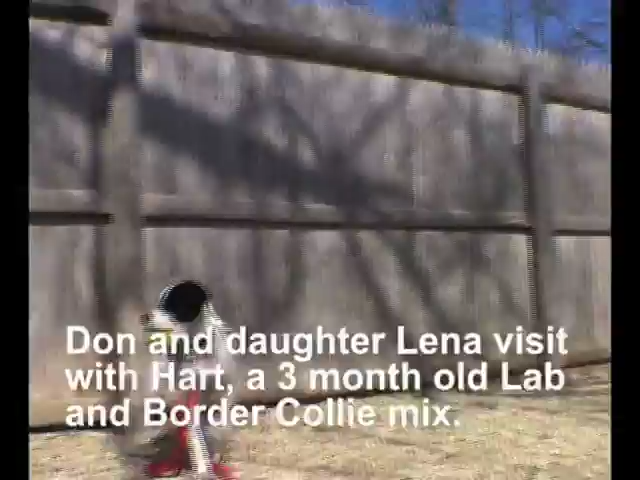 Don and daughter Lena visit
with Hart, a 3 month old Lab
and Border Collie mix.